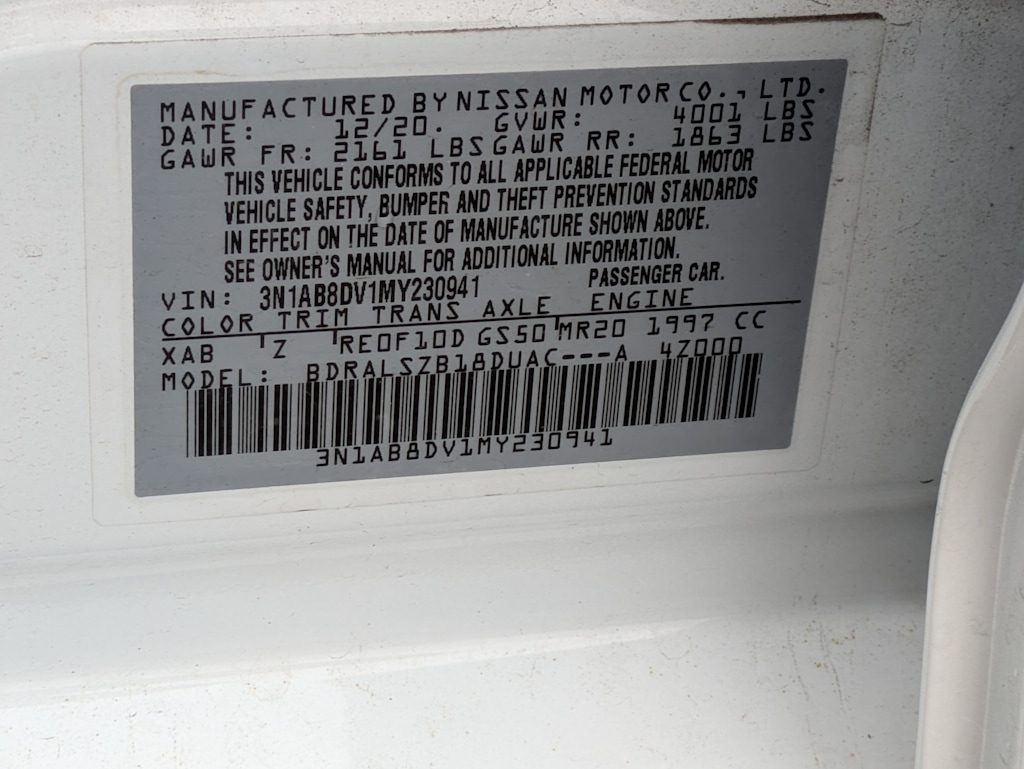 MANUFACTURED BY NISSAN MOTOR CO., LTD.
DATE: 12/20. GVWR: 4001 LBS
GAWR FR: 2161 LBS GAWR RR: 1863 LBS
THIS VEHICLE CONFORMS TO ALL APPLICABLE FEDERAL MOTOR
VEHICLE SAFETY, BUMPER AND THEFT PREVENTION STANDARDS
IN EFFECT ON THE DATE OF MANUFACTURE SHOWN ABOVE.
SEE OWNER'S MANUAL FOR ADDITIONAL INFORMATION.
VIN: 3N1AB8DV1MY230941 PASSENGER CAR.
COLOR TRIM TRANS AXLE ENGINE
XAB Z RE0F10D GS50 MR20 1997 CC
MODEL: BDRALSZB18DUAC---A 4Z000
3N1AB8DV1MY230941